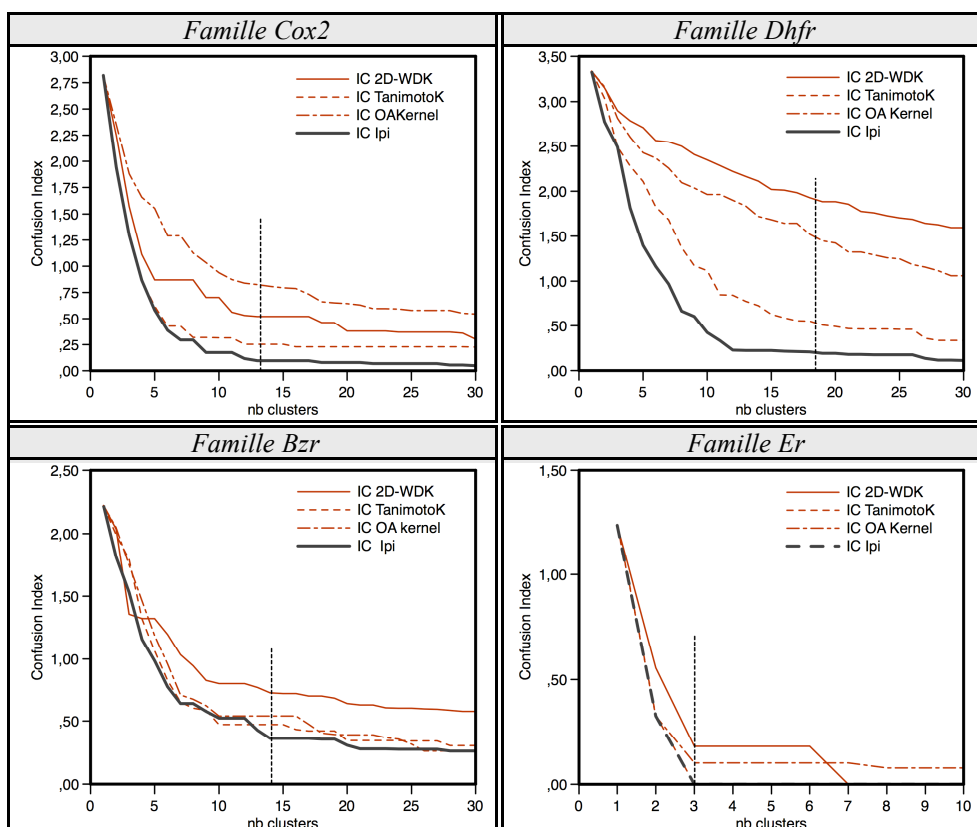 Famille Cox2
3,00
2,75
2,50
2,25
2,00
1,75
1,50
1,25
1,00
,75
,50
,25
,00
Confusion Index
IC 2D-WDK
IC TanimotoK
IC OAKernel
IC Ipi
0 5 10 15 20 25 30
nb clusters
Famille Dhfr
3,50
3,00
2,50
2,00
1,50
1,00
,50
,00
Confusion Index
IC 2D-WDK
IC TanimotoK
IC OA Kernel
IC Ipi
0 5 10 15 20 25 30
nb clusters
Famille Bzr
2,50
2,00
1,50
1,00
,50
,00
Confusion Index
IC 2D-WDK
IC TanimotoK
IC OA kernel
IC Ipi
0 5 10 15 20 25 30
nb clusters
Famille Er
1,50
1,00
,50
,00
Confusion Index
IC 2D-WDK
IC TanimotoK
IC OA Kernel
IC Ipi
0 1 2 3 4 5 6 7 8 9 10
nb clusters